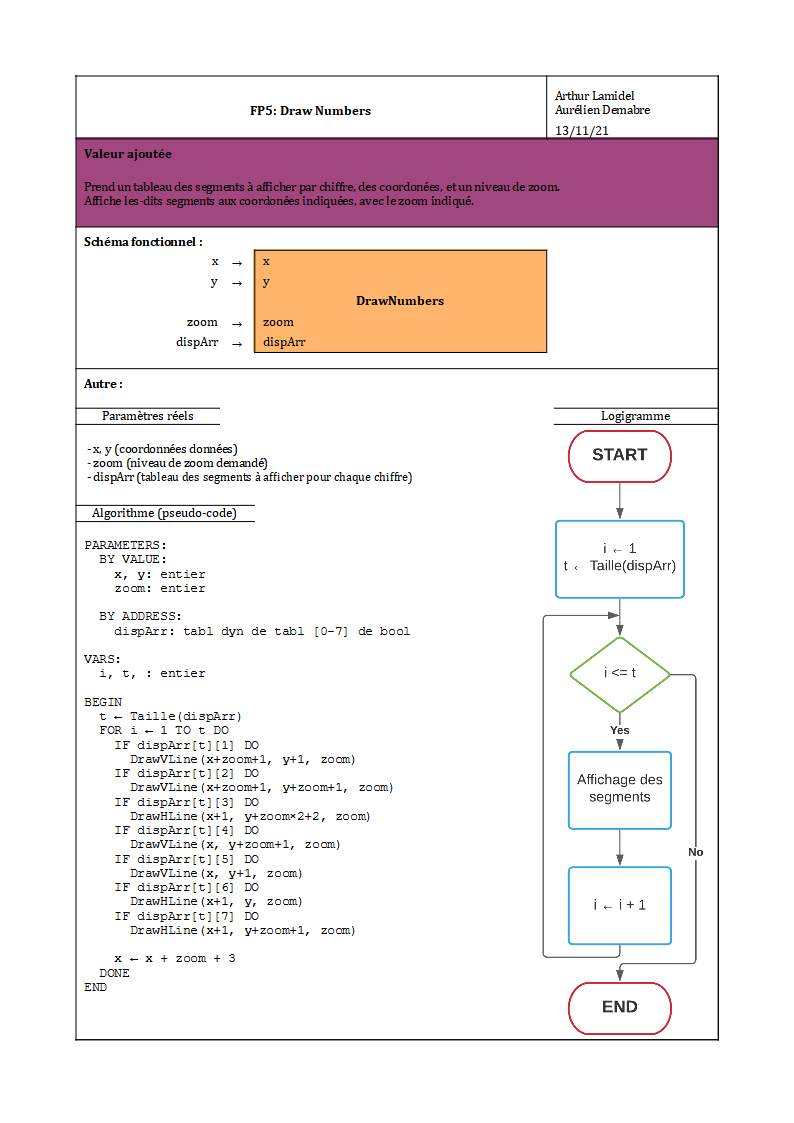 FP5: Draw Numbers
Arthur Lamidel
Aurélien Demabre
13/11/21
Valeur ajoutée
Prend un tableau des segments à afficher par chiffre, des coordonées, et un niveau de zoom.
Affiche les-dits segments aux coordonées indiquées, avec le zoom indiqué.
Schéma fonctionnel :
x → x
y → y
DrawNumbers
zoom → zoom
dispArr → dispArr
Autre :
Paramètres réels
- x, y (coordonnées données)
- zoom (niveau de zoom demandé)
- dispArr (tableau des segments à afficher pour chaque chiffre)
Algorithme (pseudo-code)
PARAMETERS:
BY VALUE:
x, y: entier
zoom: entier
BY ADDRESS:
dispArr: tabl dyn de tabl [0-7] de bool
VARS:
i, t, : entier
BEGIN
t ← Taille(dispArr)
FOR i ← 1 TO t DO
IF dispArr[t][1] DO
DrawVLine(x+zoom+1, y+1, zoom)
IF dispArr[t][2] DO
DrawVLine(x+zoom+1, y+zoom+1, zoom)
IF dispArr[t][3] DO
DrawHLine(x+1, y+zoom×2+2, zoom)
IF dispArr[t][4] DO
DrawVLine(x, y+zoom+1, zoom)
IF dispArr[t][5] DO
DrawVLine(x, y+1, zoom)
IF dispArr[t][6] DO
DrawHLine(x+1, y, zoom)
IF dispArr[t][7] DO
DrawHLine(x+1, y+zoom+1, zoom)
x ← x + zoom + 3
DONE
END
Logigramme
START
i ← 1
t ← Taille(dispArr)
i <= t
Yes
Affichage des
segments
No
i ← i + 1
END